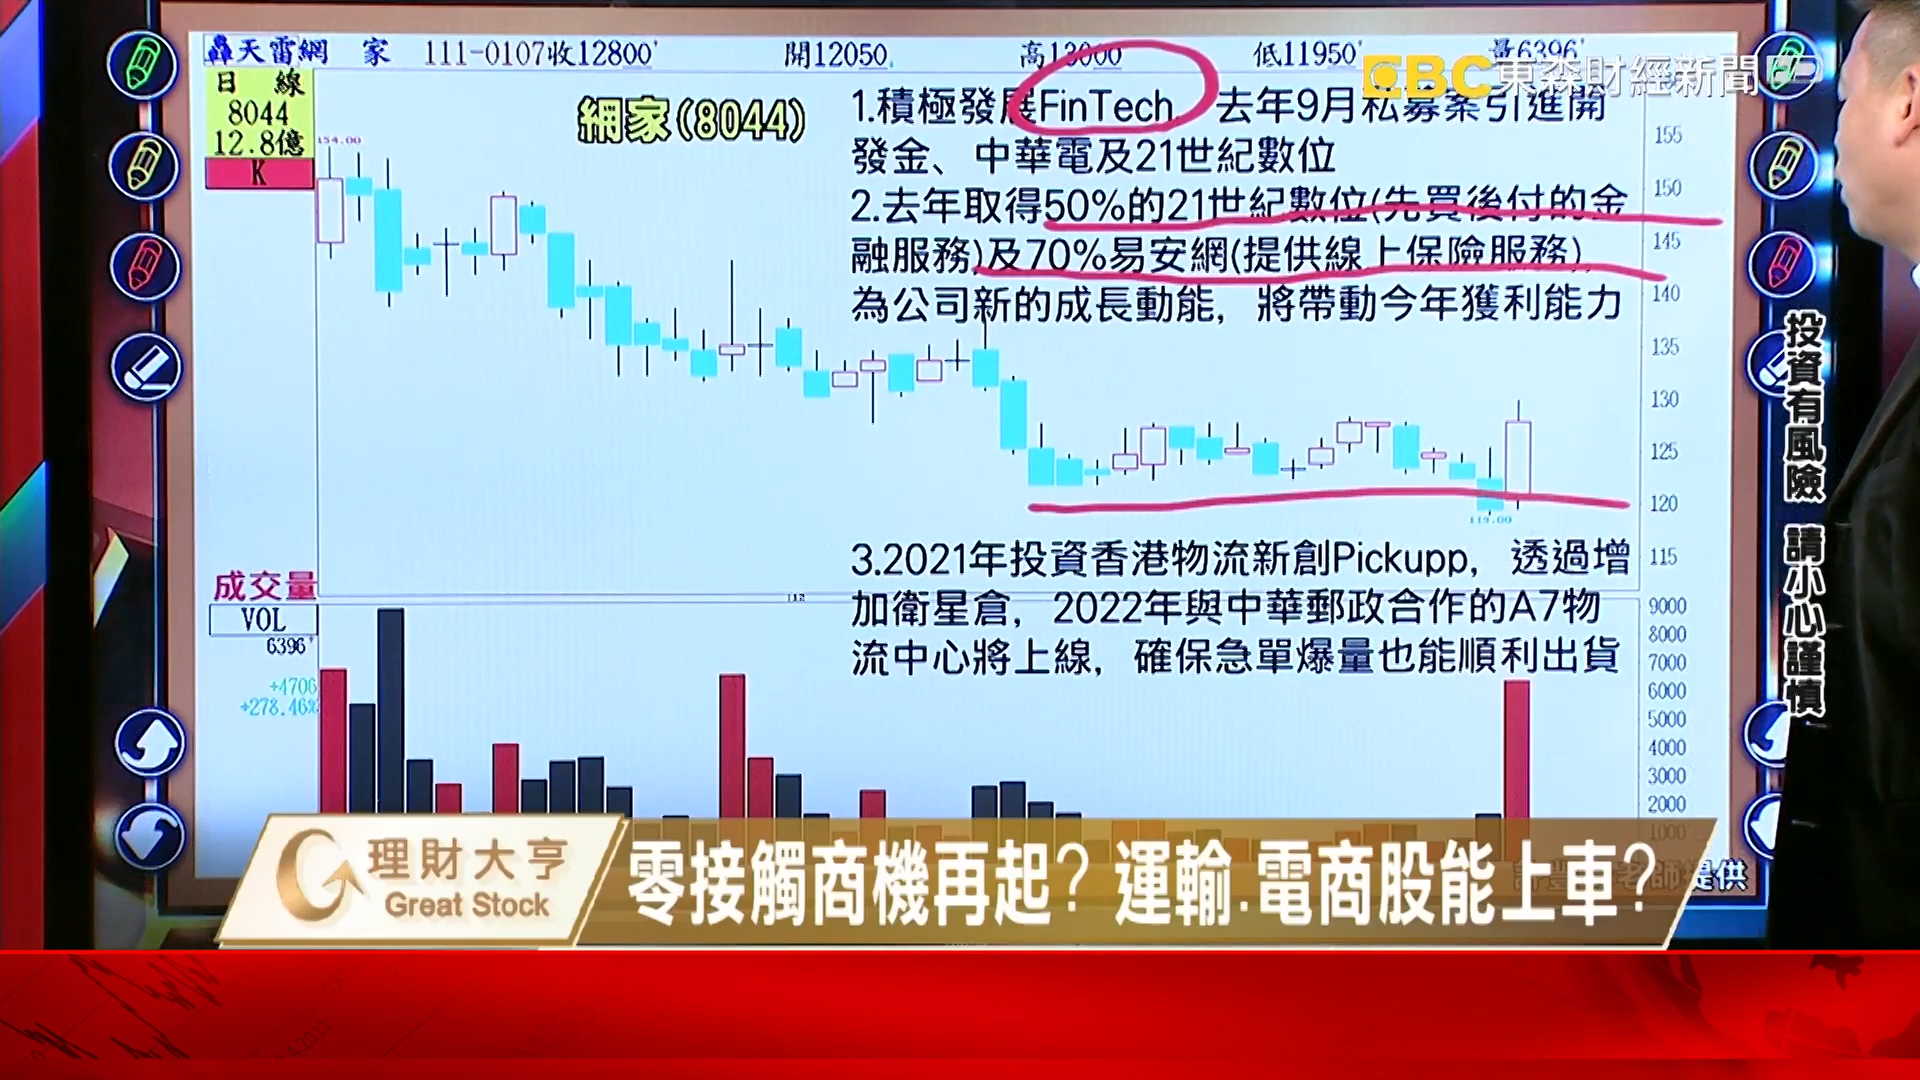 轟天雷網　家 111-0107收12800' 開12050. 高13000 低11950' 量6396'
EBC東森財經新聞
日　線
8044
12.8億
K
網家(8044)
1.積極發展FinTech, 去年9月私募案引進開
發金、中華電及21世紀數位
2.去年取得50%的21世紀數位(先買後付的金
融服務)及70%易安網(提供線上保險服務),
為公司新的成長動能, 將帶動今年獲利能力
154.00
155
150
145
140
135
130
125
120
115
119.00
3.2021年投資香港物流新創Pickupp, 透過增
加衛星倉, 2022年與中華郵政合作的A7物
流中心將上線, 確保急單爆量也能順利出貨
成交量
VOL
6396'
+4706
+278.46%
9000
8000
7000
6000
5000
4000
3000
2000
1000
投資有風險 請小心謹慎
提供
理財大亨
Great Stock
零接觸商機再起? 運輸.電商股能上車?